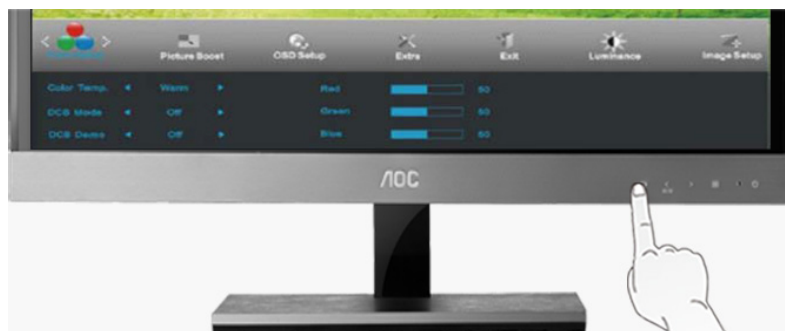 Picture Boost
OSD Setup
Extra
Exit
Luminance
Image Setup
Color Temp.
Warm
Red
50
DCB Mode
Off
Green
50
DCB Demo
Off
Blue
50
AOC